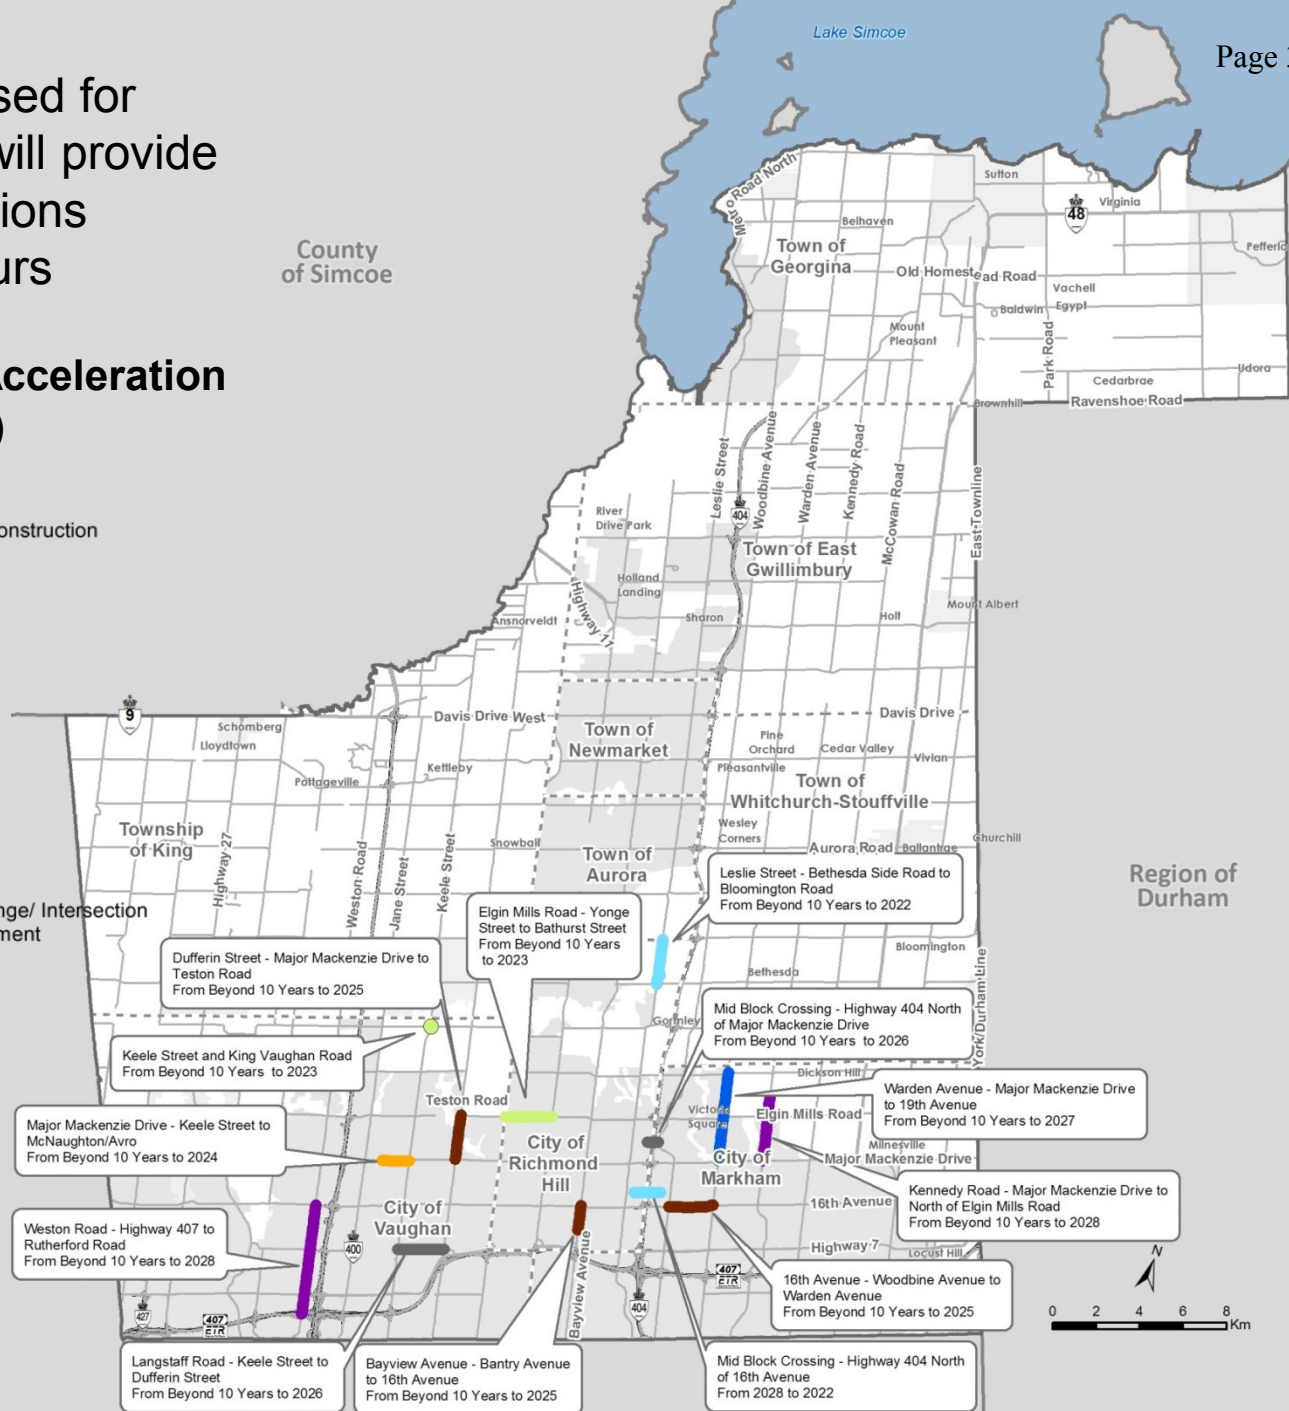 Lake Simcoe
Page
sed for
will provide
tions
urs
Acceleration
)
onstruction
nge/ Intersection
ment
County
of Simcoe
Metro Road North
Sutton
48
Virginia
Belhaven
Town of
Georgina
Old Homestead Road
Pefferlo
Vachell
Baldwin
Egypt
Mount
Pleasant
Park Road
Udora
Cedarbrae
Brownhill
Ravenshoe Road
Leslie Street
Woodbine Avenue
Warden Avenue
Kennedy Road
McCowan Road
East Townline
River
Drive Park
404
Town of East
Gwillimbury
Holland
Landing
Highway 11
Mount Albert
Ansnorveldt
Sharon
Holt
9
Schomberg
Lloydtown
Davis Drive West
Davis Drive
Town of
Newmarket
Pine
Orchard
Cedar Valley
Vivian
Pleasantville
Kettleby
Pottageville
Town of
Whitchurch-Stouffville
Township
of King
Highway 27
Weston Road
Jane Street
Keele Street
Snowball
Wesley
Corners
Churchill
Aurora Road
Ballantrae
Town of
Aurora
Region of
Durham
Leslie Street - Bethesda Side Road to
Bloomington Road
From Beyond 10 Years to 2022
Elgin Mills Road - Yonge
Street to Bathurst Street
From Beyond 10 Years
to 2023
Dufferin Street - Major Mackenzie Drive to
Teston Road
From Beyond 10 Years to 2025
Bloomington
Bethesda
York/Durham Line
Gormley
Mid Block Crossing - Highway 404 North
of Major Mackenzie Drive
From Beyond 10 Years to 2026
Keele Street and King Vaughan Road
From Beyond 10 Years to 2023
Dickson Hill
Warden Avenue - Major Mackenzie Drive
to 19th Avenue
From Beyond 10 Years to 2027
Teston Road
Victoria
Square
Elgin Mills Road
Major Mackenzie Drive - Keele Street to
McNaughton/Avro
From Beyond 10 Years to 2024
City of
Richmond
Hill
Milnesville
Major Mackenzie Drive
City of
Markham
Kennedy Road - Major Mackenzie Drive to
North of Elgin Mills Road
From Beyond 10 Years to 2028
16th Avenue
City of
Vaughan
Weston Road - Highway 407 to
Rutherford Road
From Beyond 10 Years to 2028
400
Highway 7
Locust Hill
N
Bayview Avenue
407
ETR
16th Avenue - Woodbine Avenue to
Warden Avenue
From Beyond 10 Years to 2025
427
407
ETR
404
0 2 4 6 8
Km
Langstaff Road - Keele Street to
Dufferin Street
From Beyond 10 Years to 2026
Bayview Avenue - Bantry Avenue
to 16th Avenue
From Beyond 10 Years to 2025
Mid Block Crossing - Highway 404 North
of 16th Avenue
From 2028 to 2022